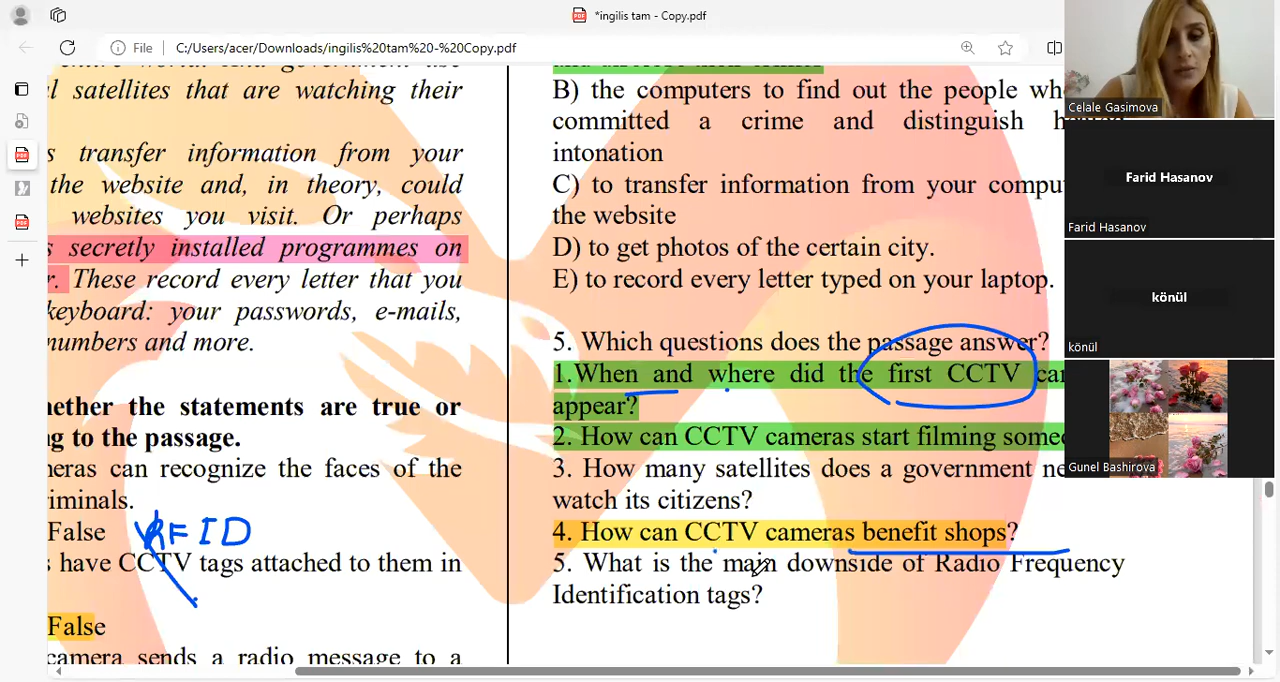 *ingilis tam - Copy.pdf
File
C:/Users/acer/Downloads/ingilis%20tam%20-%20Copy.pdf
l satellites that are watching their
s transfer information from your
the website and, in theory, could
websites you visit. Or perhaps
s secretly installed programmes on
r. These record every letter that you
keyboard: your passwords, e-mails,
numbers and more.
hether the statements are true or
ng to the passage.
meras can recognize the faces of the
iminals.
False
RFID
s have CCTV tags attached to them in
False
camera sends a radio message to a
B) the computers to find out the people wh
committed a crime and distinguish
intonation
C) to transfer information from your compu
the website
D) to get photos of the certain city.
E) to record every letter typed on your laptop.
5. Which questions does the passage answer?
1.When and where did the first CCTV ca
appear?
2. How can CCTV cameras start filming some
3. How many satellites does a government ne
watch its citizens?
4. How can CCTV cameras benefit shops?
5. What is the main downside of Radio Frequency
Identification tags?
Celale Gasimova
Farid Hasanov
Farid Hasanov
könül
könül
Gunel Bashirova